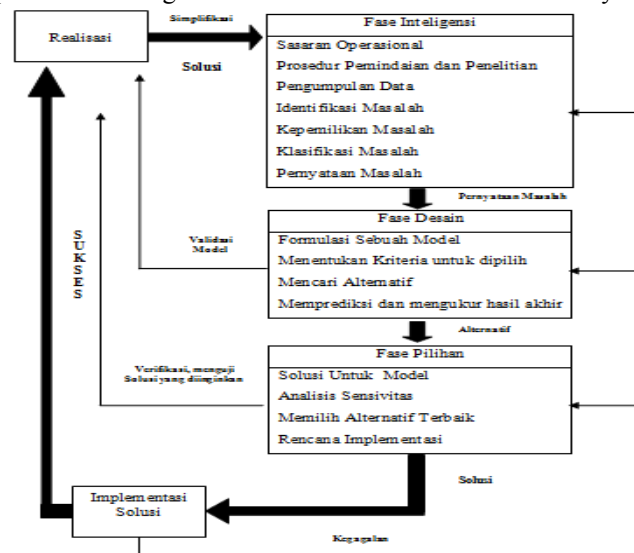 Realisasi
Simplifikasi
Solusi
Fase Inteligensi
Sasaran Operasional
Prosedur Pemindaian dan Penelitian
Pengumpulan Data
Identifikasi Masalah
Kepemilikan Masalah
Klasifikasi Masalah
Pernyataan Masalah
Pernyataan Masalah
Fase Desain
Formulasi Sebuah Model
Menentukan Kriteria untuk dipilih
Mencari Alternatif
Memprediksi dan mengukur hasil akhir
Validasi
Model
SUKSES
Alternatif
Fase Pilihan
Solusi Untuk Model
Analisis Sensivitas
Memilih Alternatif Terbaik
Rencana Implementasi
Verifikasi, menguji
Solusi yang diinginkan
Solusi
Implementasi
Solusi
Kegagalan